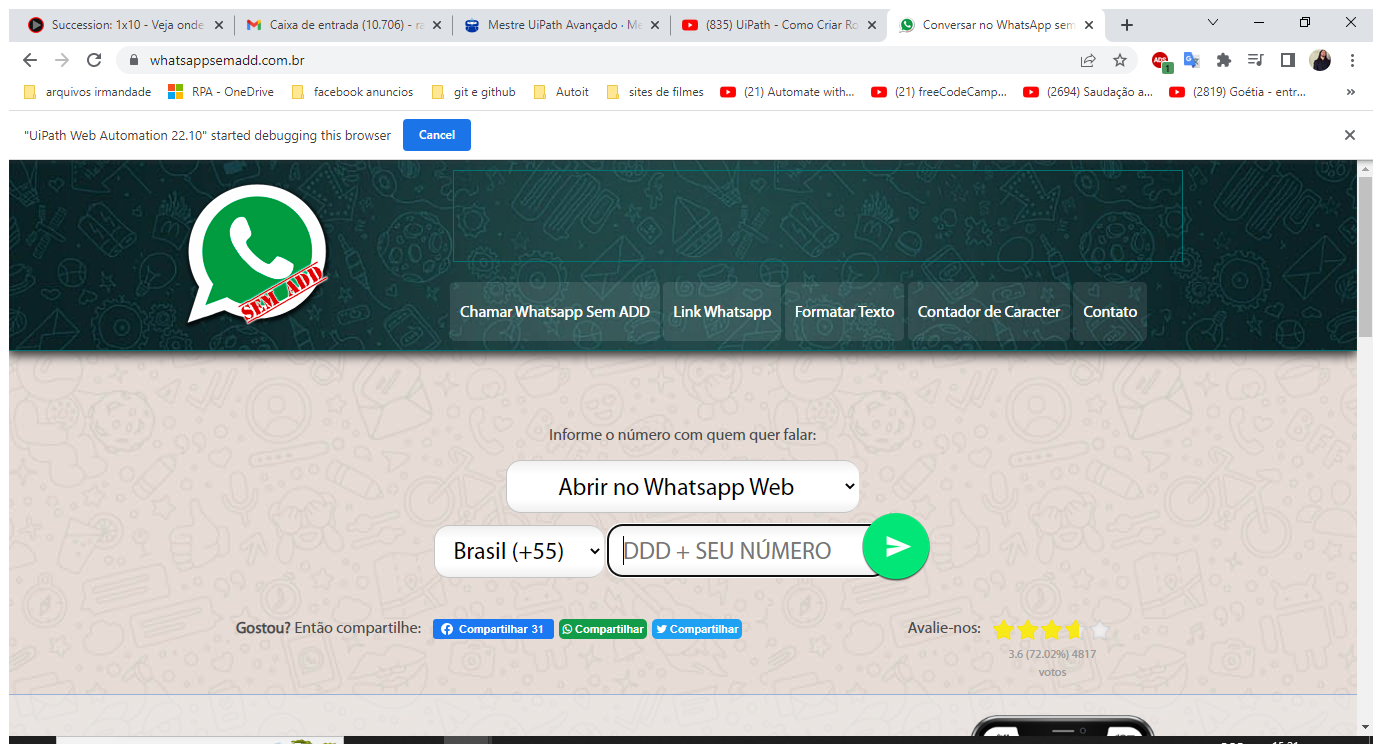 Succession: 1x10 - Veja onde
Caixa de entrada (10.706) - ra
Mestre UiPath Avançado · Me
(835) UiPath - Como Criar Ro
Conversar no WhatsApp sem
whatsappsemadd.com.br
ADS
1
arquivos irmandade
RPA - OneDrive
facebook anuncios
git e github
Autoit
sites de filmes
(21) Automate with...
(21) freeCodeCamp...
(2694) Saudação a...
(2819) Goétia - entr...
"UiPath Web Automation 22.10" started debugging this browser
Cancel
SEM ADD
Chamar Whatsapp Sem ADD
Link Whatsapp
Formatar Texto
Contador de Caracter
Contato
Informe o número com quem quer falar:
Abrir no Whatsapp Web
Brasil (+55)
DDD + SEU NÚMERO
Gostou? Então compartilhe:
Compartilhar 31
Compartilhar
Compartilhar
Avalie-nos:
3.6 (72.02%) 4817
votos